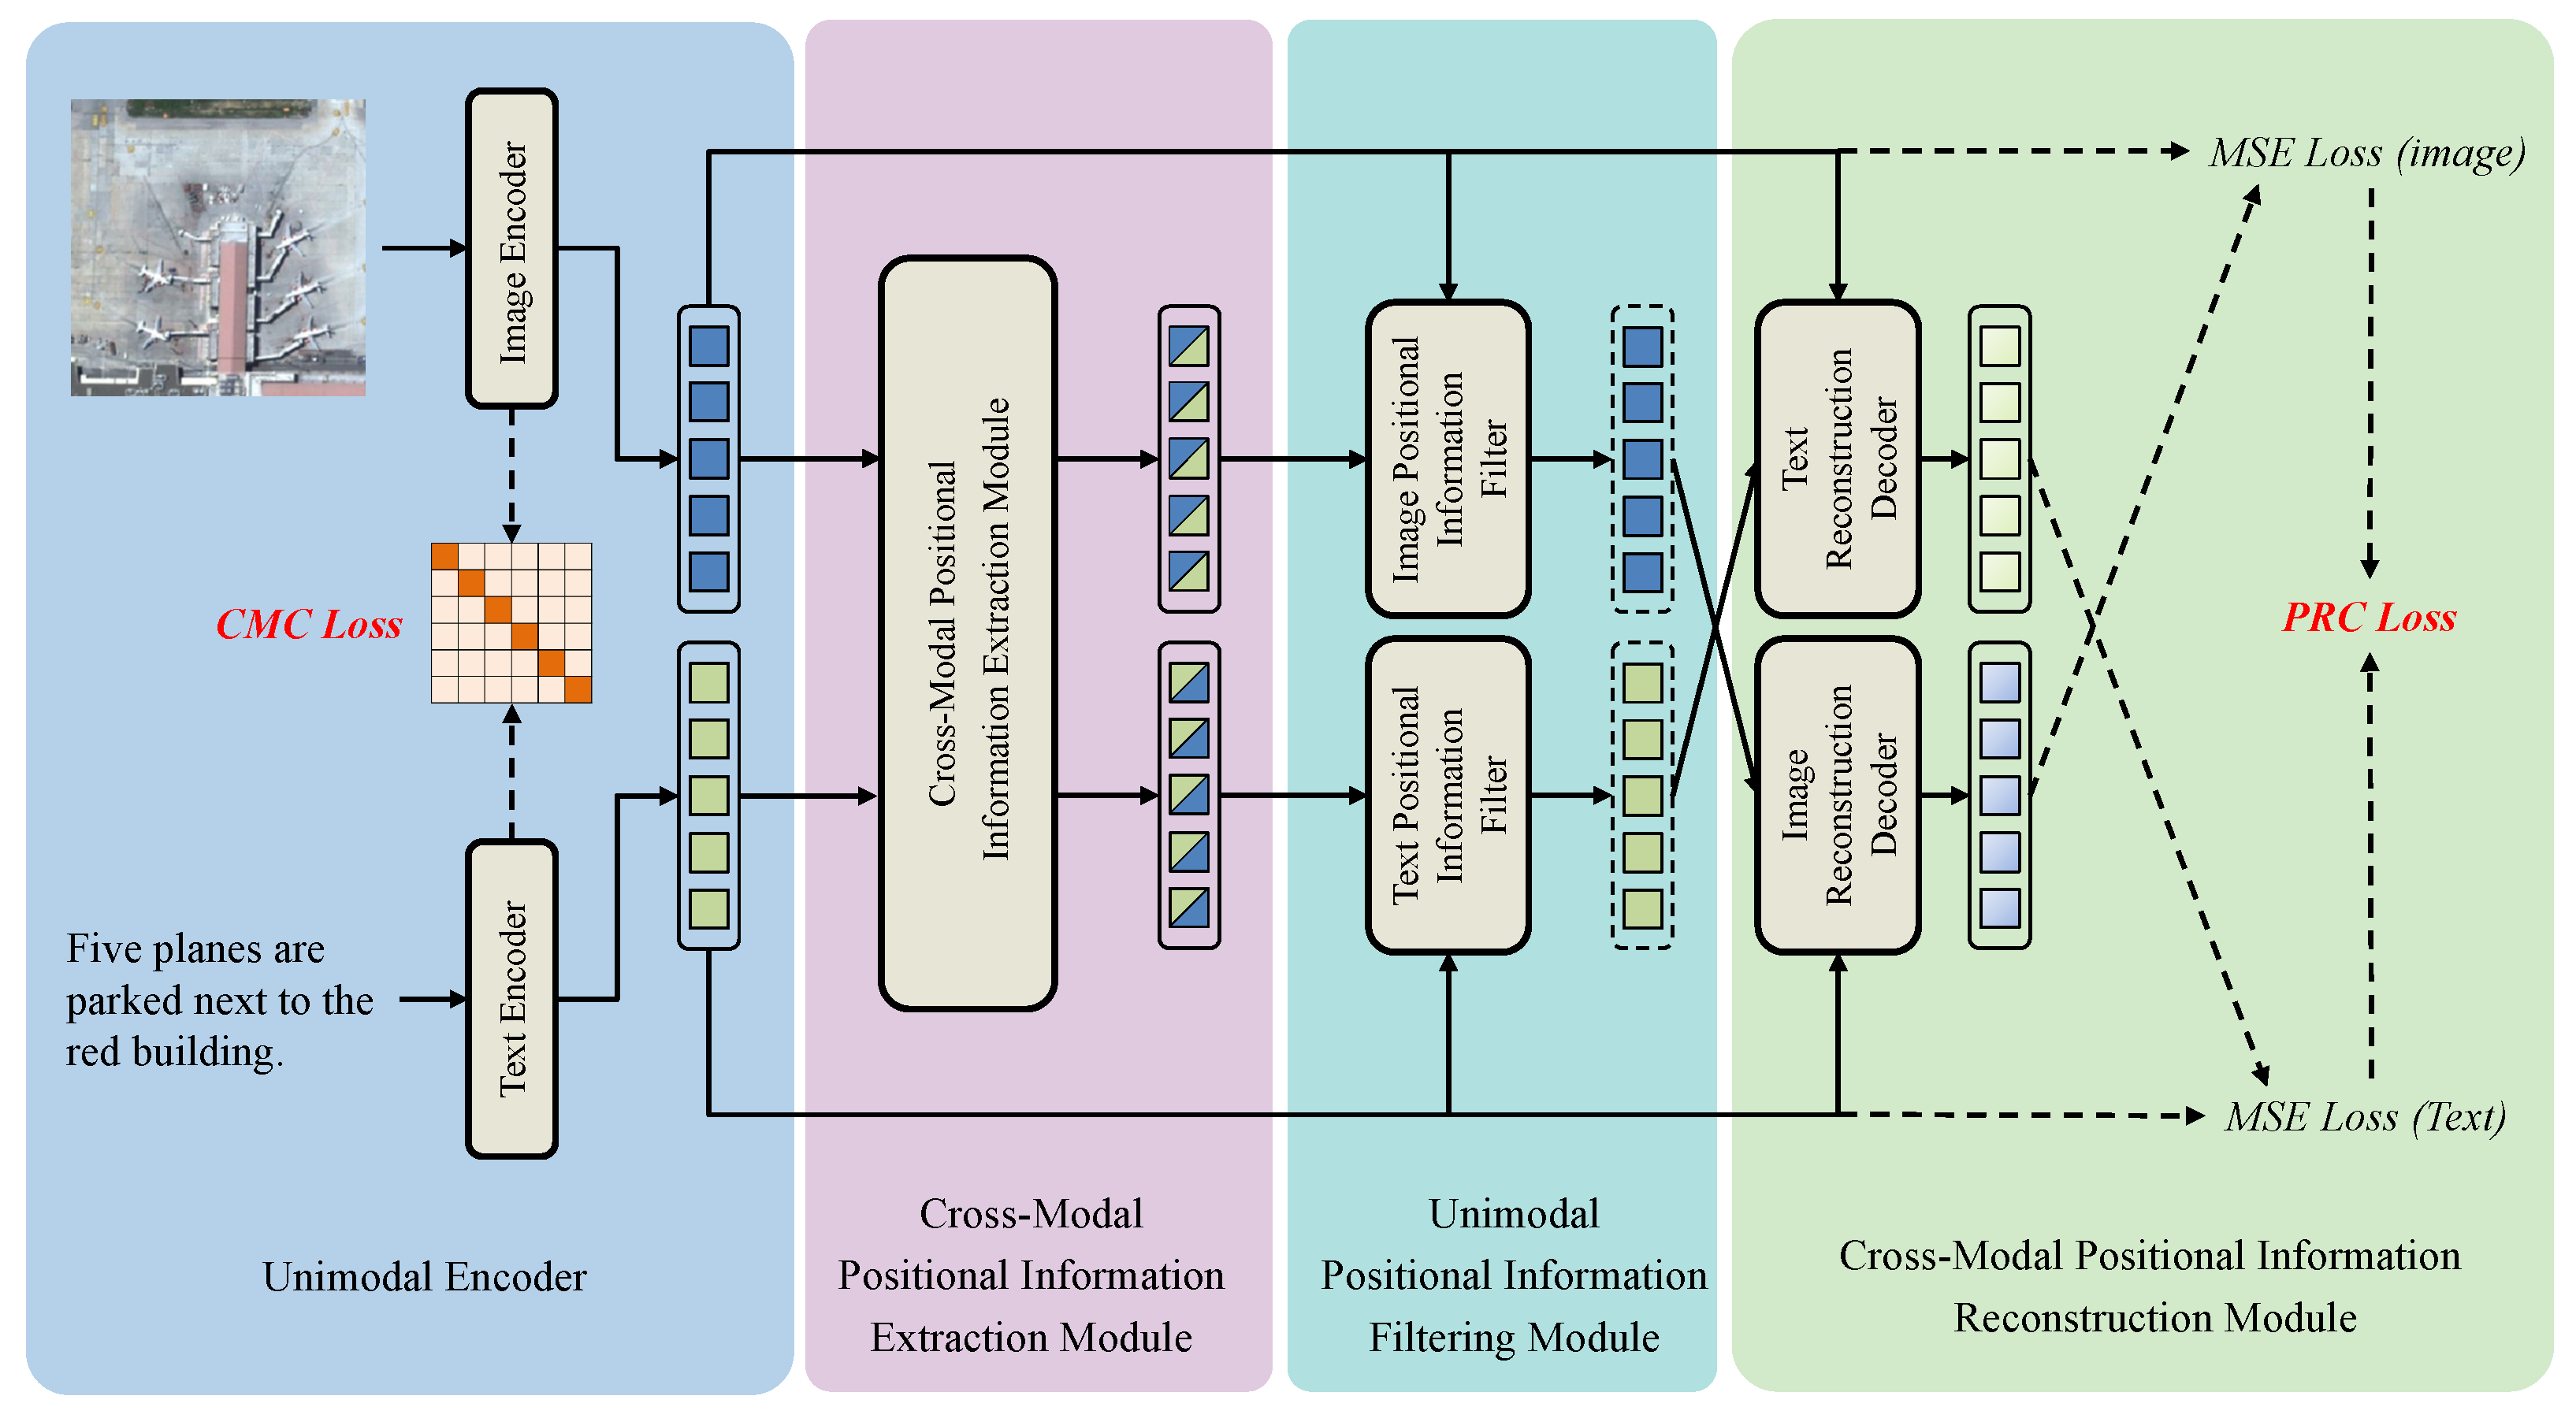 Image Encoder
CMC Loss
Five planes are
parked next to the
red building.
Text Encoder
Unimodal Encoder
Cross-Modal Positional
Information Extraction Module
Cross-Modal
Positional Information
Extraction Module
Image Positional
Information
Filter
Text Positional
Information
Filter
Unimodal
Positional Information
Filtering Module
Text
Reconstruction
Decoder
Image
Reconstruction
Decoder
MSE Loss (image)
PRC Loss
MSE Loss (Text)
Cross-Modal Positional Information
Reconstruction Module